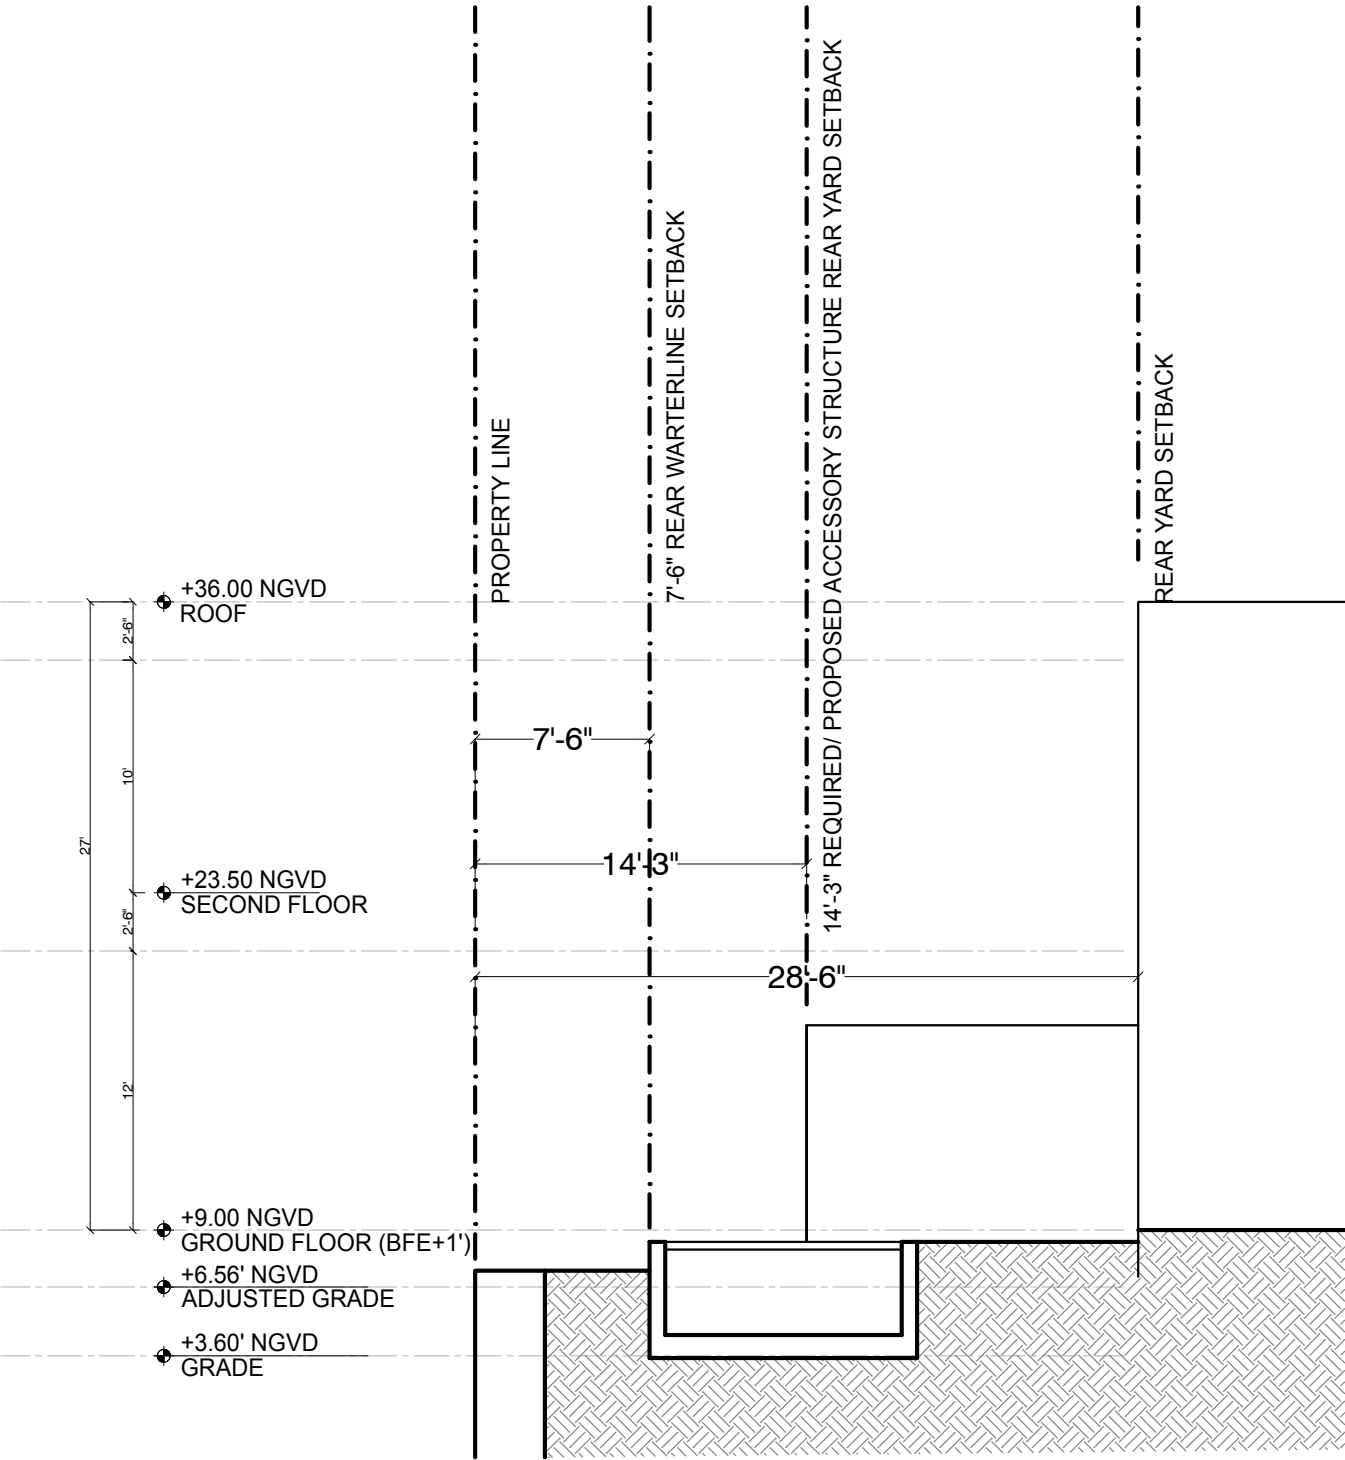 PROPERTY LINE
7'-6" REAR WARTERLINE SETBACK
14'-3" REQUIRED/ PROPOSED ACCESSORY STRUCTURE REAR YARD SETBACK
REAR YARD SETBACK
+36.00 NGVD
ROOF
2'-6"
7'-6"
10'
27'
14'-3"
+23.50 NGVD
SECOND FLOOR
2'-6"
28'-6"
12'
+9.00 NGVD
GROUND FLOOR (BFE+1')
+6.56' NGVD
ADJUSTED GRADE
+3.60' NGVD
GRADE